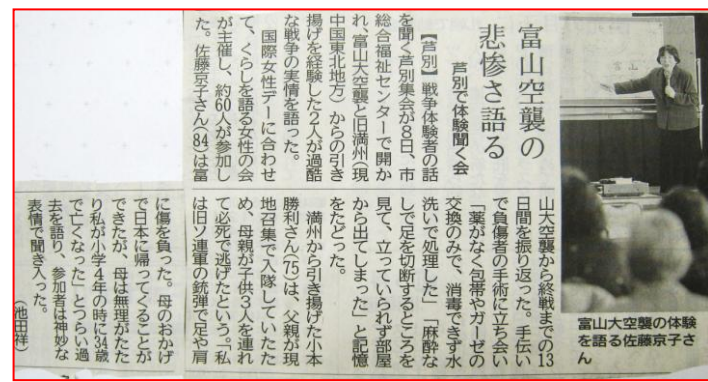 富山空襲の
悲惨さ語る
芦別で体験聞く会
【芦別】戦争体験者の話
を聞く芦別集会が8日、市
総合福祉センターで開か
れ、富山大空襲と旧満州(現
中国東北地方)からの引き
揚げを経験した2人が過酷
な戦争の実情を語った。
国際女性デーに合わせ
て、くらしを語る女性の会
が主催し、約60人が参加し
た。佐藤京子さん(84)は富
山大空襲から終戦までの13
日間を振り返った。手伝い
で負傷者の手術に立ち会い
「薬がなく包帯やガーゼの
交換のみで、消毒できず水
洗いで処理した」「麻酔な
しで足を切断するところを
見て、立っていられず部屋
から出てしまった」と記憶
をたどった。
満州から引き揚げた小本
勝利さん(75)は、父親が現
地召集で入隊していたた
め、母親が子供3人を連れ
て必死で逃げたという。「私
は旧ソ連軍の銃弾で足や肩
に傷を負った。母のおかげ
で日本に帰ってくることが
できたが、母は無理がたた
り私が小学4年の時に34歳
で亡くなった」とつらい過
去を語り、参加者は神妙な
表情で聞き入った。
(池田祥)
富山大空襲の体験
を語る佐藤京子さ
ん